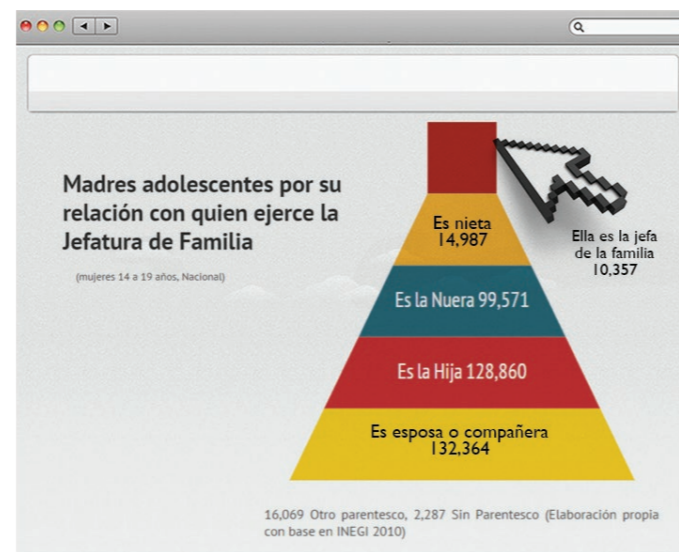 Madres adolescentes por su
relación con quien ejerce la
Jefatura de Familia
(mujeres 14 a 19 años, Nacional)
Es nieta
14,987
Ella es la jefa
de la familia
10,357
Es la Nuera 99,571
Es la Hija 128,860
Es esposa o compañera
132,364
16,069 Otro parentesco, 2,287 Sin Parentesco (Elaboración propia
con base en INEGI 2010)